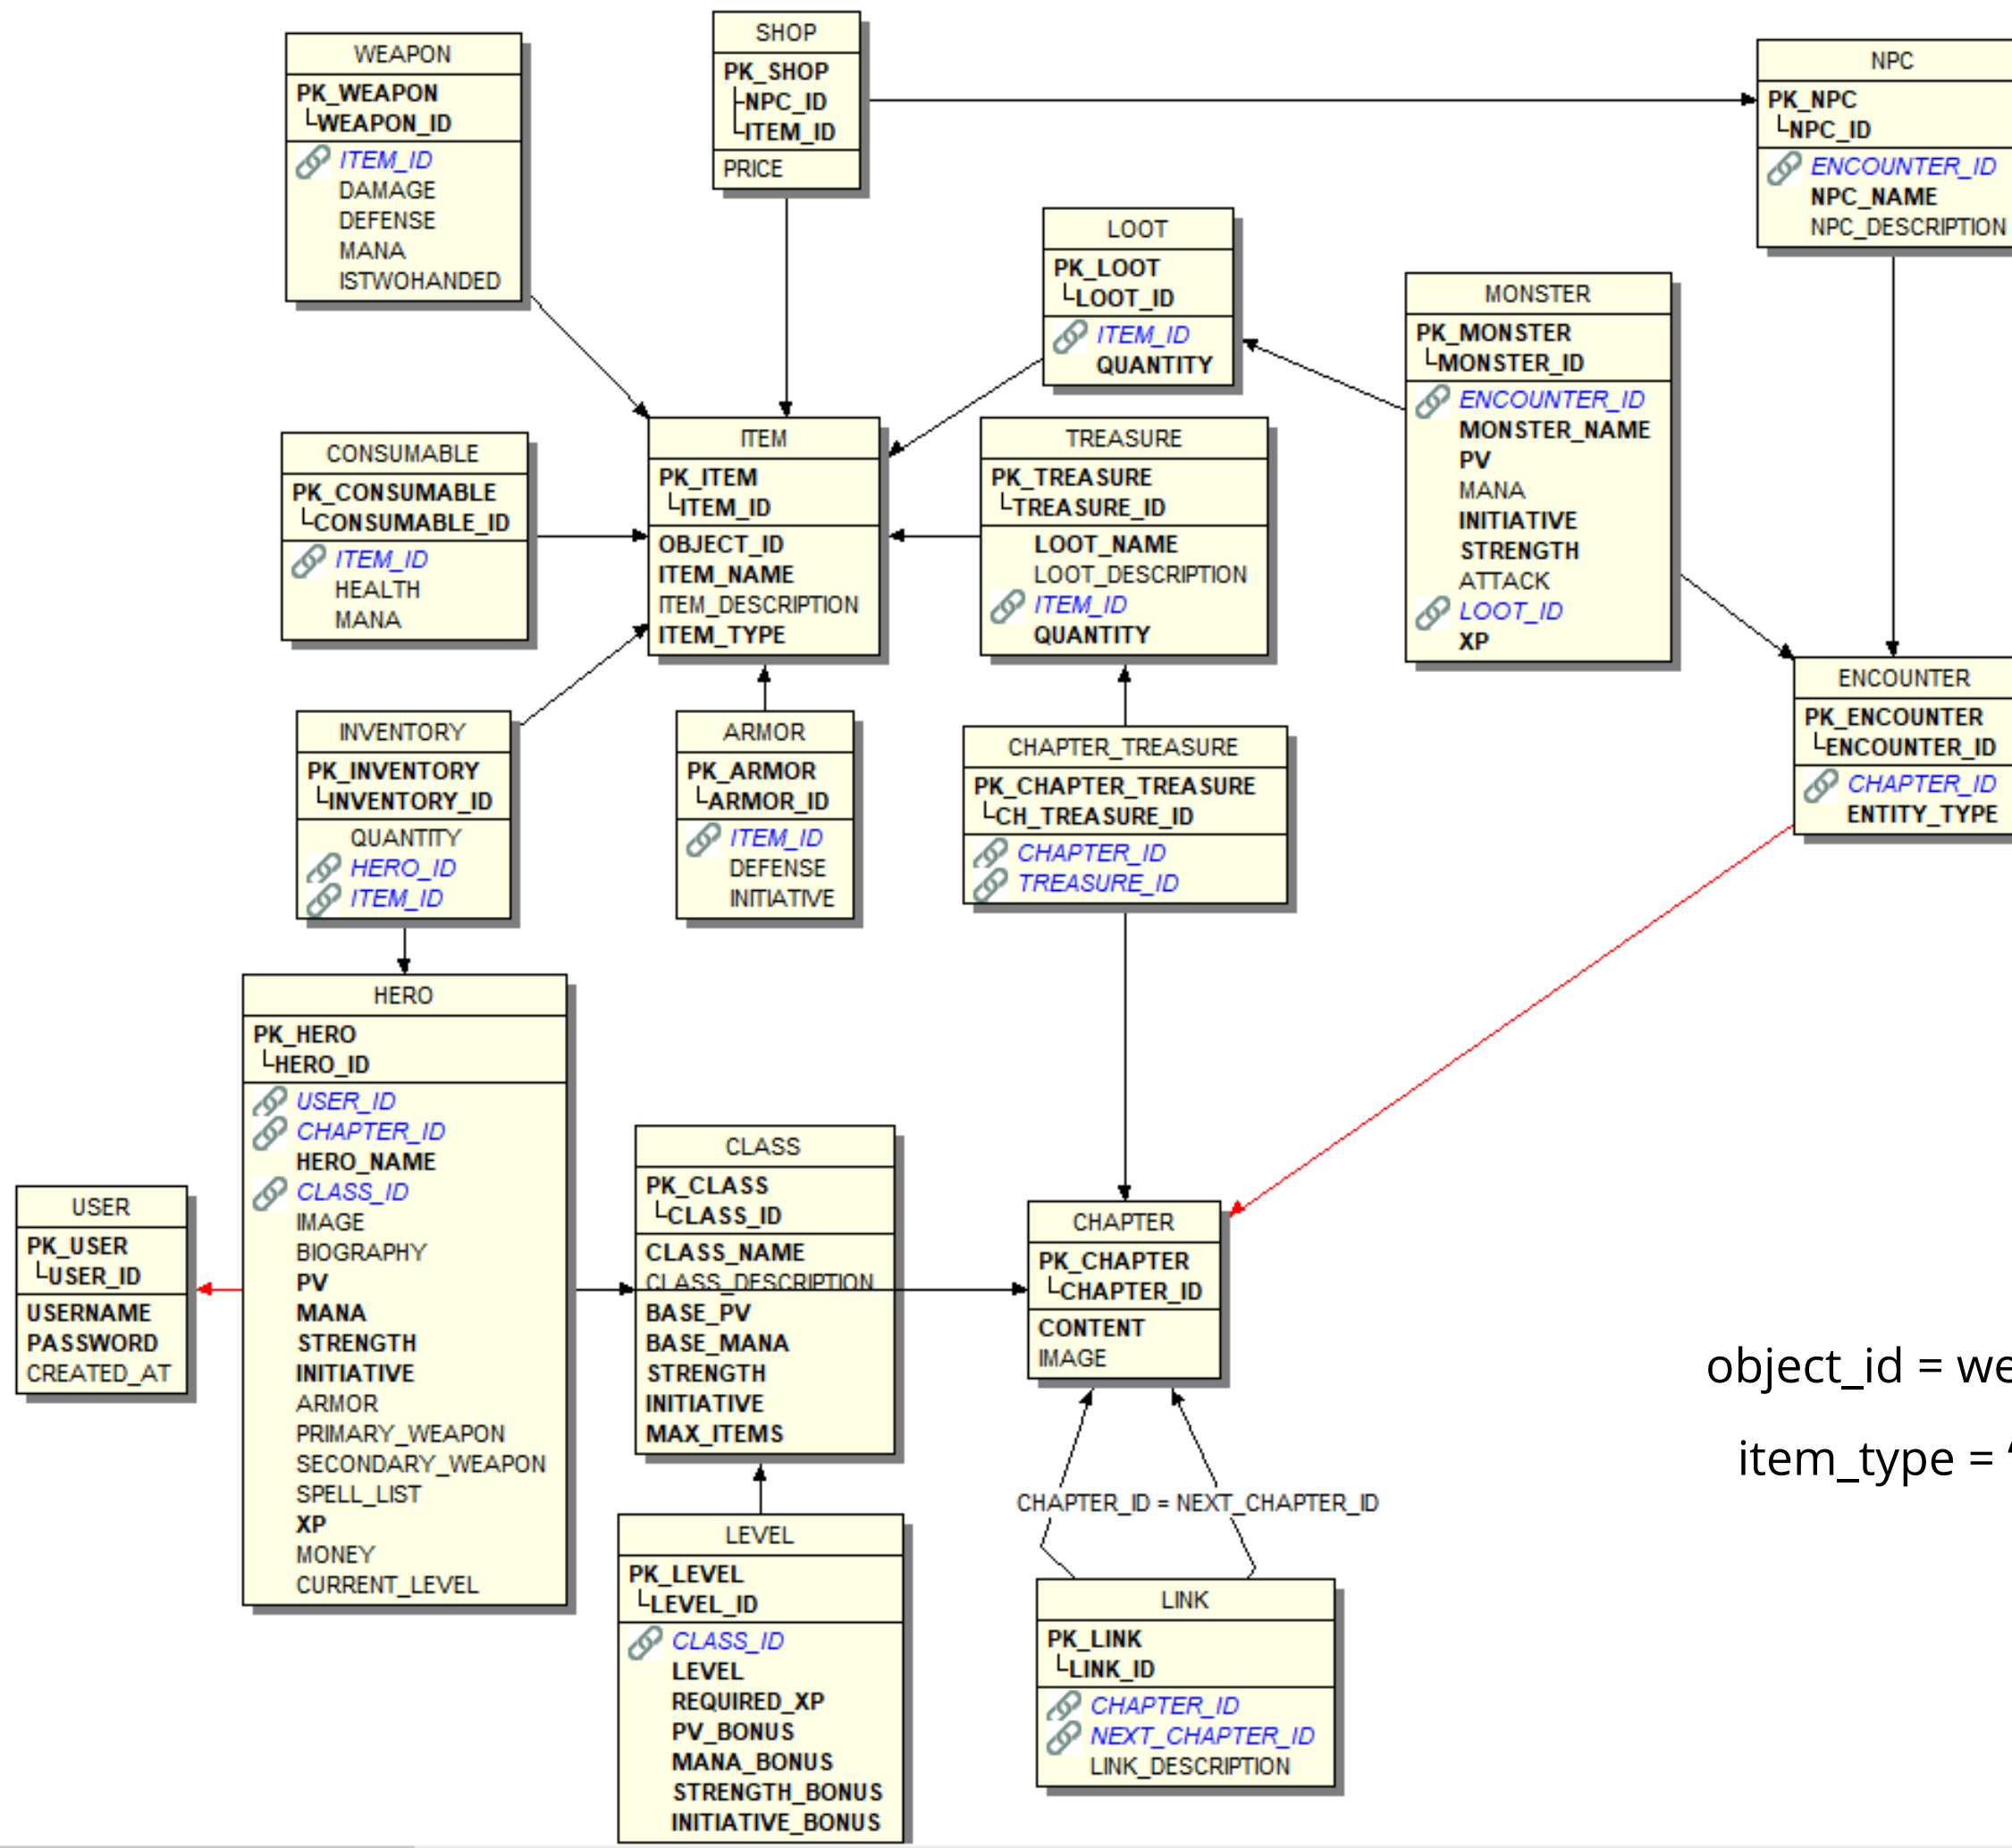 WEAPON
PK_WEAPON
WEAPON_ID
ITEM_ID
DAMAGE
DEFENSE
MANA
ISTWOHANDED
SHOP
PK_SHOP
NPC_ID
ITEM_ID
PRICE
NPC
PK_NPC
NPC_ID
ENCOUNTER_ID
NPC_NAME
NPC_DESCRIPTION
LOOT
PK_LOOT
LOOT_ID
ITEM_ID
QUANTITY
MONSTER
PK_MONSTER
MONSTER_ID
ENCOUNTER_ID
MONSTER_NAME
PV
MANA
INITIATIVE
STRENGTH
ATTACK
LOOT_ID
XP
CONSUMABLE
PK_CONSUMABLE
CONSUMABLE_ID
ITEM_ID
HEALTH
MANA
ITEM
PK_ITEM
ITEM_ID
OBJECT_ID
ITEM_NAME
ITEM_DESCRIPTION
ITEM_TYPE
TREASURE
PK_TREASURE
TREASURE_ID
LOOT_NAME
LOOT_DESCRIPTION
ITEM_ID
QUANTITY
ENCOUNTER
PK_ENCOUNTER
ENCOUNTER_ID
CHAPTER_ID
ENTITY_TYPE
INVENTORY
PK_INVENTORY
INVENTORY_ID
QUANTITY
HERO_ID
ITEM_ID
ARMOR
PK_ARMOR
ARMOR_ID
ITEM_ID
DEFENSE
INITIATIVE
CHAPTER_TREASURE
PK_CHAPTER_TREASURE
CH_TREASURE_ID
CHAPTER_ID
TREASURE_ID
HERO
PK_HERO
HERO_ID
USER_ID
CHAPTER_ID
HERO_NAME
CLASS_ID
IMAGE
BIOGRAPHY
PV
MANA
STRENGTH
INITIATIVE
ARMOR
PRIMARY_WEAPON
SECONDARY_WEAPON
SPELL_LIST
XP
MONEY
CURRENT_LEVEL
USER
PK_USER
USER_ID
USERNAME
PASSWORD
CREATED_AT
CLASS
PK_CLASS
CLASS_ID
CLASS_NAME
CLASS_DESCRIPTION
BASE_PV
BASE_MANA
STRENGTH
INITIATIVE
MAX_ITEMS
CHAPTER
PK_CHAPTER
CHAPTER_ID
CONTENT
IMAGE
object_id = we
item_type = ‘
CHAPTER_ID = NEXT_CHAPTER_ID
LEVEL
PK_LEVEL
LEVEL_ID
CLASS_ID
LEVEL
REQUIRED_XP
PV_BONUS
MANA_BONUS
STRENGTH_BONUS
INITIATIVE_BONUS
LINK
PK_LINK
LINK_ID
CHAPTER_ID
NEXT_CHAPTER_ID
LINK_DESCRIPTION